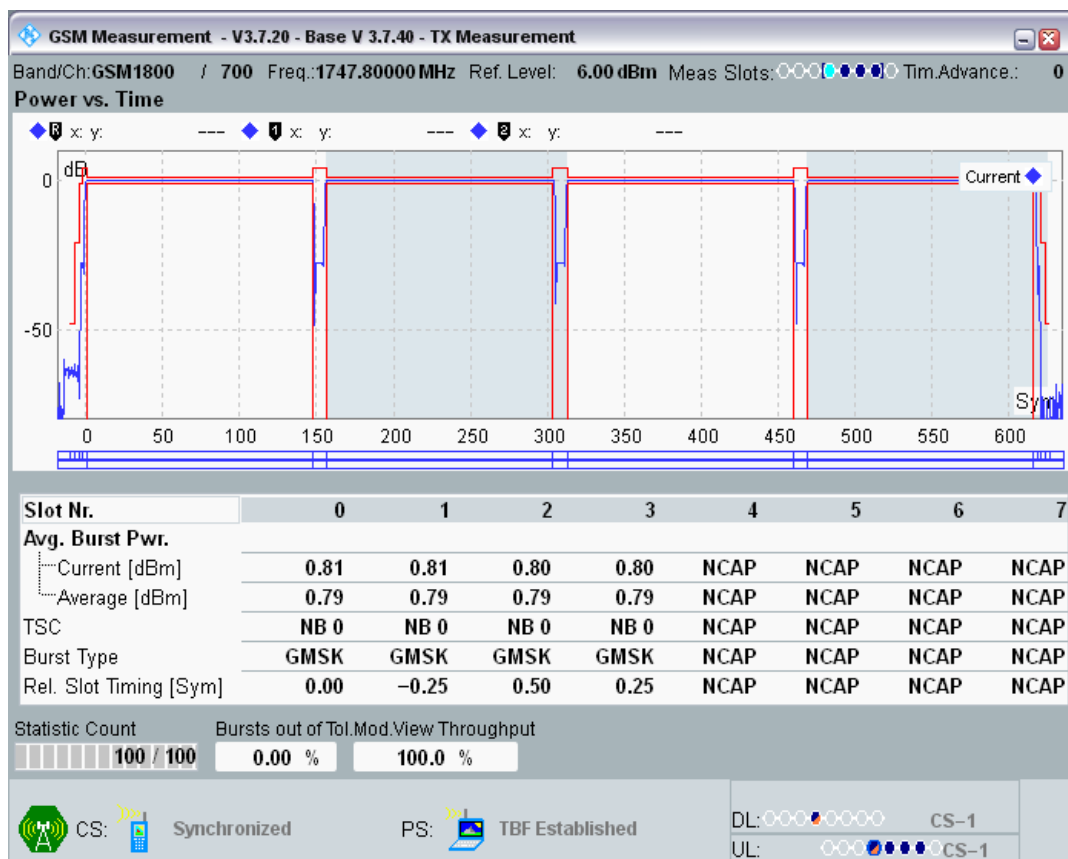 GSM Measurement - V3.7.20 - Base V 3.7.40 - TX Measurement
Band/Ch:GSM1800 / 700 Freq.:1747.80000 MHz Ref. Level: 6.00 dBm Meas Slots: Tim.Advance.: 0
Power vs. Time
R x: y: --- 1 x: y: --- 2 x: y: ---
dB
Current
0
-50
Sym
0 50 100 150 200 250 300 350 400 450 500 550 600
Slot Nr. 0 1 2 3 4 5 6 7
Avg. Burst Pwr.
Current [dBm] 0.81 0.81 0.80 0.80 NCAP NCAP NCAP NCAP
Average [dBm] 0.79 0.79 0.79 0.79 NCAP NCAP NCAP NCAP
TSC NB 0 NB 0 NB 0 NB 0 NCAP NCAP NCAP NCAP
Burst Type GMSK GMSK GMSK GMSK NCAP NCAP NCAP NCAP
Rel. Slot Timing [Sym] 0.00 −0.25 0.50 0.25 NCAP NCAP NCAP NCAP
Statistic Count Bursts out of Tol.Mod.View Throughput
100 / 100 0.00 % 100.0 %
CS: Synchronized PS: TBF Established
DL: CS−1
UL: CS−1